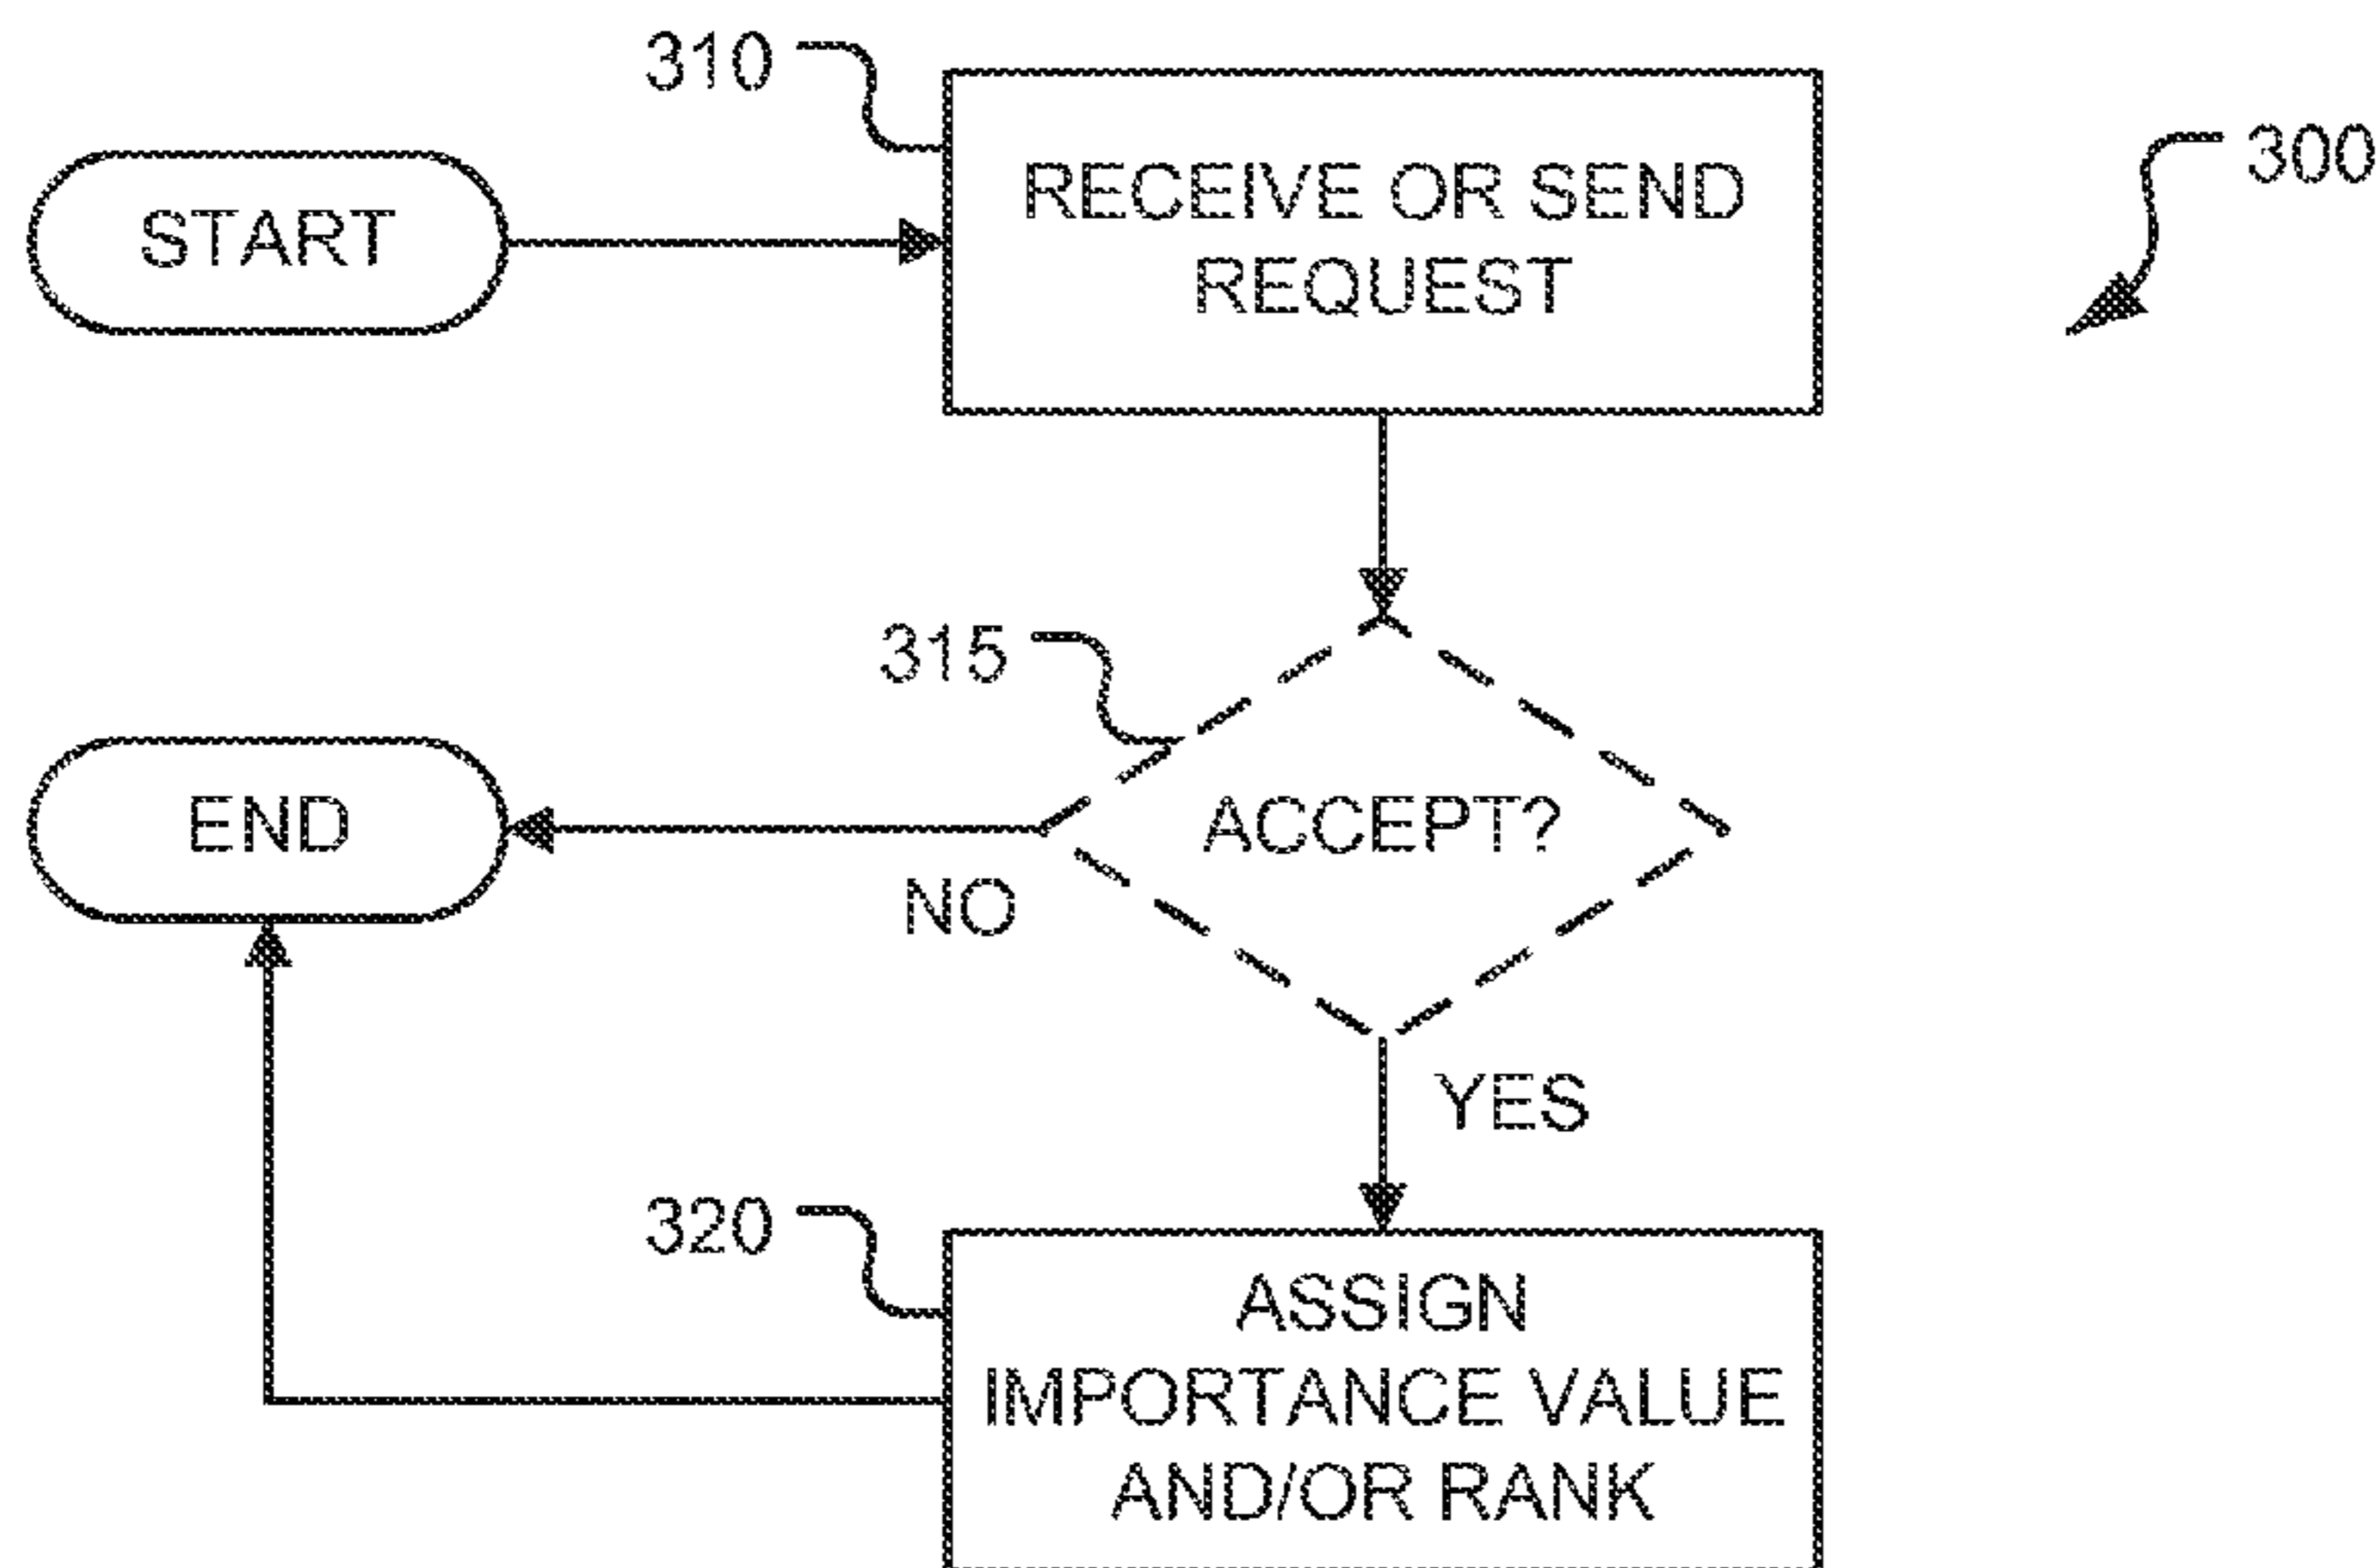 310
RECEIVE OR SEND
REQUEST
300
START
315
ACCEPT?
END
NO
YES
320
ASSIGN
IMPORTANCE VALUE
AND/OR RANK